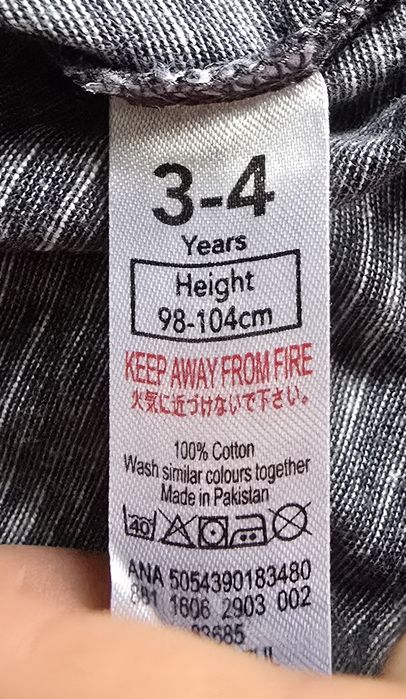 3-4
Years
Height
98-104cm
KEEP AWAY FROM FIRE
火気に近づけないで下さい。
100% Cotton
Wash similar colours together
Made in Pakistan
40
ANA 5054390183480
881 1606 2903 002